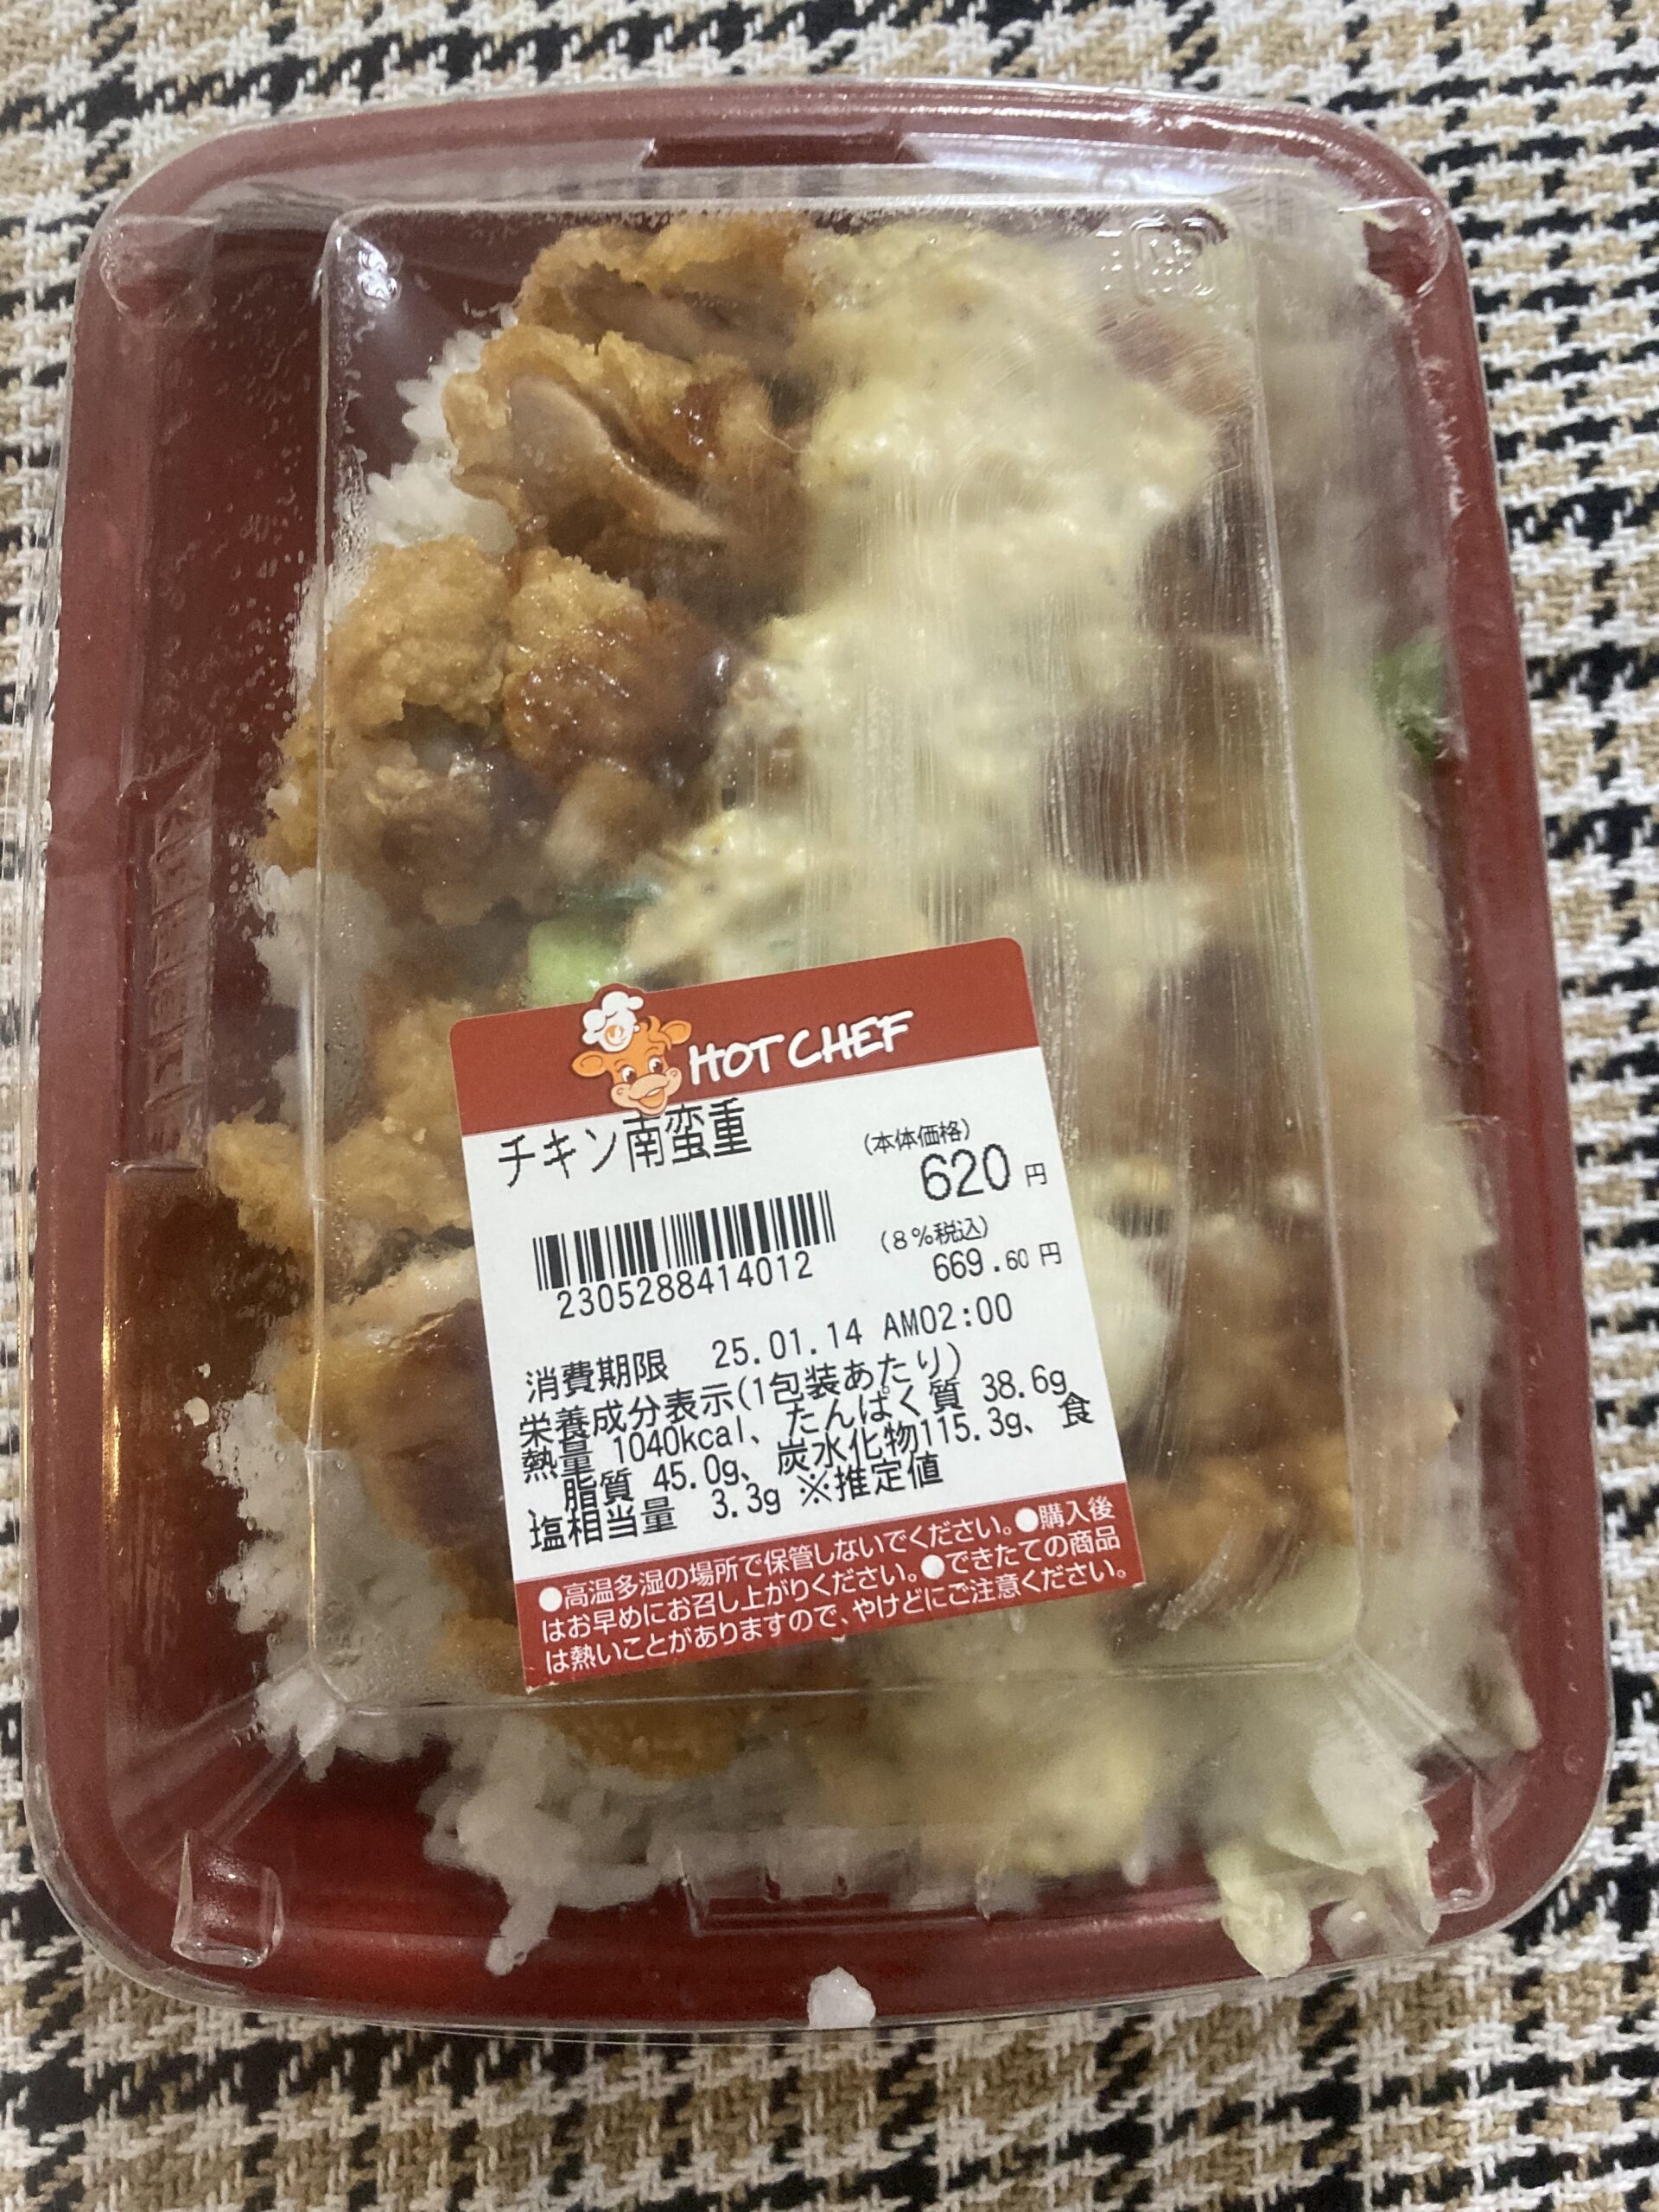 HOT CHEF
チキン南蛮重
(本体価格)
620円
2305288414012
(8%税込)
669.60円
消費期限 25.01.14 AM02:00
栄養成分表示(1包装あたり)
熱量 1040kcal、たんぱく質 38.6g
脂質 45.0g、炭水化物115.3g、食
塩相当量 3.3g ※推定値
●高温多湿の場所で保管しないでください。●購入後
はお早めにお召し上がりください。●できたての商品
は熱いことがありますので、やけどにご注意ください。